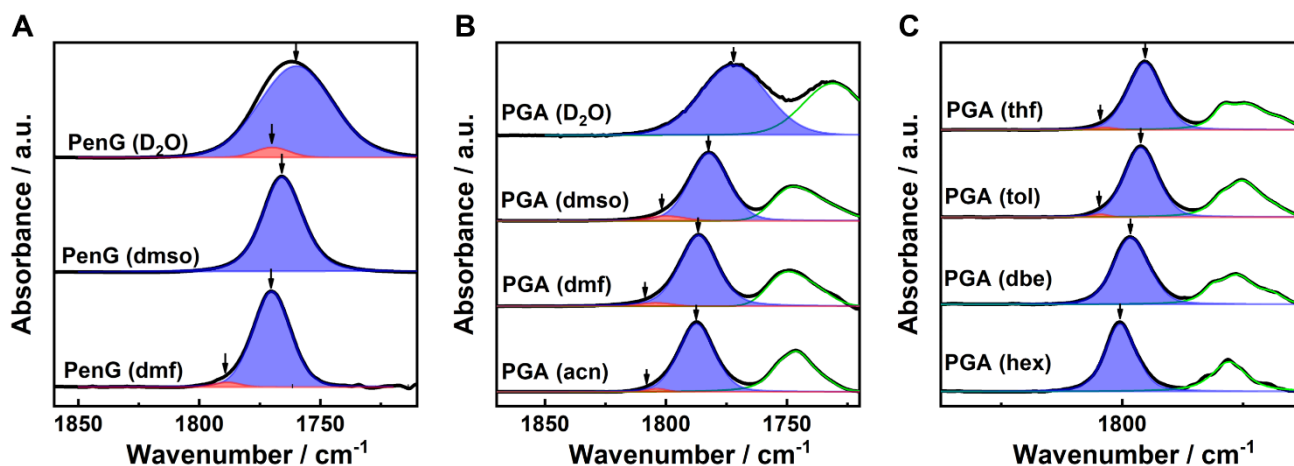 A
Absorbance / a.u.
PenG (D₂O)
PenG (dmso)
PenG (dmf)
1850 1800 1750
Wavenumber / cm⁻¹
B
Absorbance / a.u.
PGA (D₂O)
PGA (dmso)
PGA (dmf)
PGA (acn)
1850 1800 1750
Wavenumber / cm⁻¹
C
Absorbance / a.u.
PGA (thf)
PGA (tol)
PGA (dbe)
PGA (hex)
1800
Wavenumber / cm⁻¹